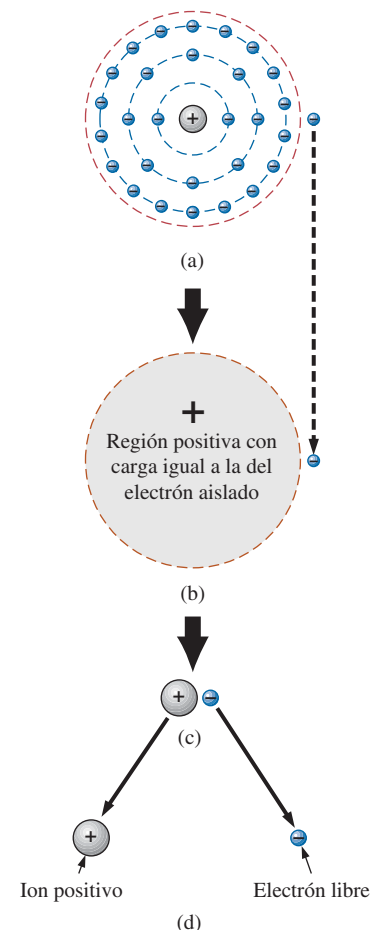 +
(a)
+
Región positiva con
carga igual a la del
electrón aislado
(b)
+
(c)
+
Ion positivo
Electrón libre
(d)